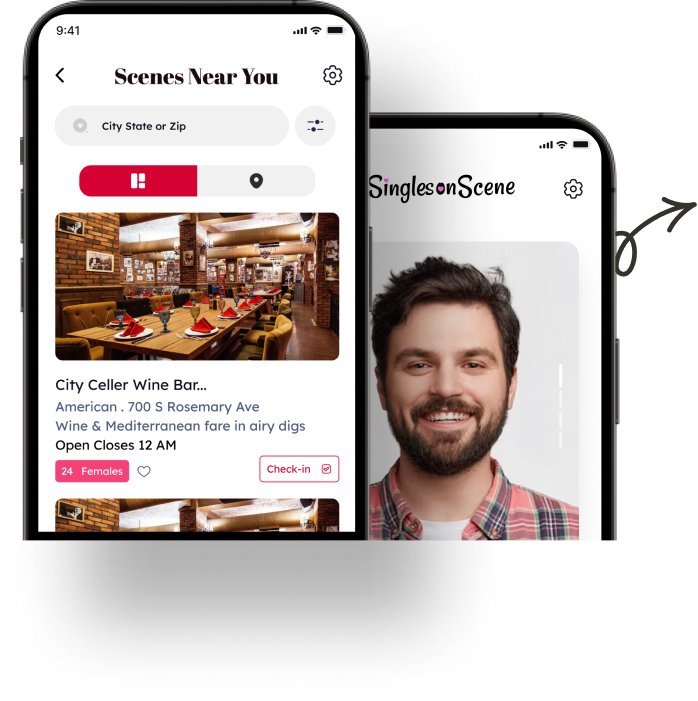 9:41
Scenes Near You
City State or Zip
City Celler Wine Bar...
American . 700 S Rosemary Ave
Wine & Mediterranean fare in airy digs
Open Closes 12 AM
24 Females
Check-in
SinglesonScene